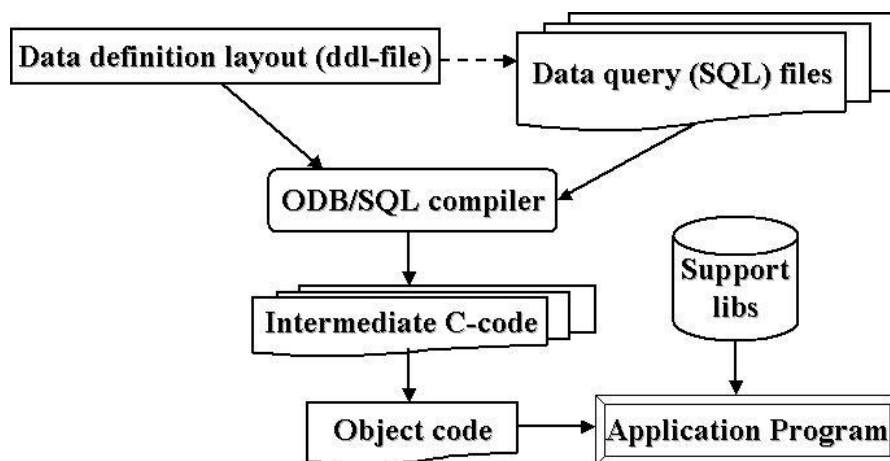 Data definition layout (ddl-file)
Data query (SQL) files
ODB/SQL compiler
Support
libs
Intermediate C-code
Object code
Application Program